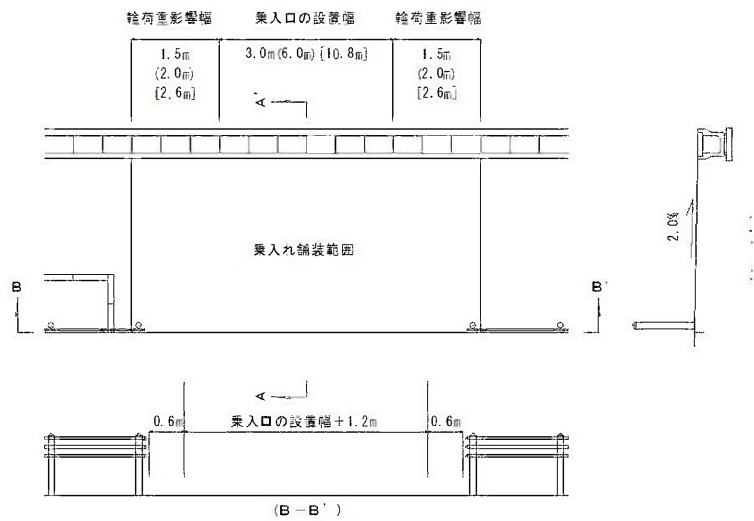 輪荷重影響幅 乗入口の設置幅 輪荷重影響幅
1.5m 3.0m(6.0m)[10.8m] 1.5m
(2.0m) (2.0m)
[2.6m] [2.6m]
A'
2.0%
乗入れ舗装範囲
B B'
A
0.6m 乗入口の設置幅+1.2m 0.6m
(B-B')